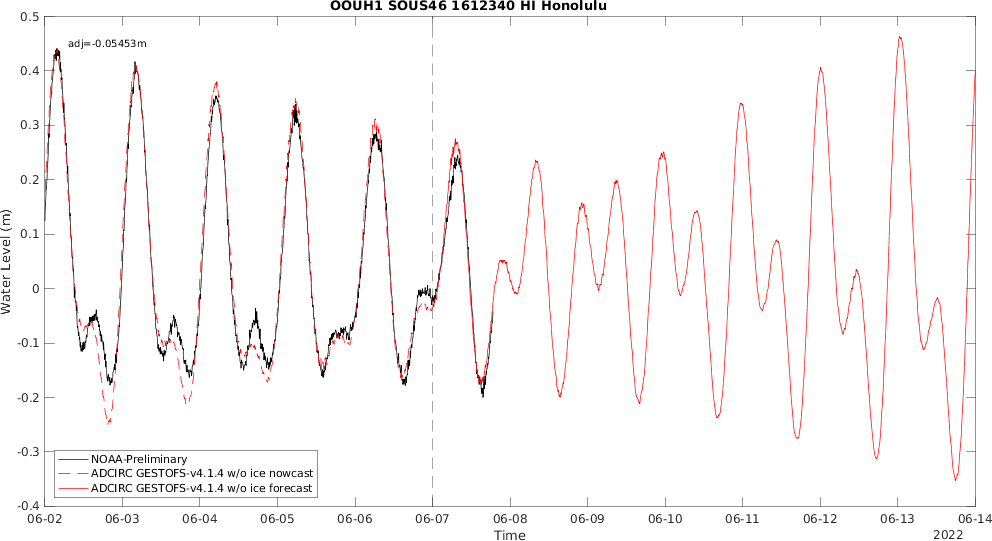 OOUH1 SOUS46 1612340 HI Honolulu
adj=-0.05453m
0.5
0.4
0.3
0.2
0.1
0
-0.1
-0.2
-0.3
-0.4
Water Level (m)
NOAA-Preliminary
ADCIRC GESTOFS-v4.1.4 w/o ice nowcast
ADCIRC GESTOFS-v4.1.4 w/o ice forecast
06-02 06-03 06-04 06-05 06-06 06-07 06-08 06-09 06-10 06-11 06-12 06-13 06-14
Time
2022